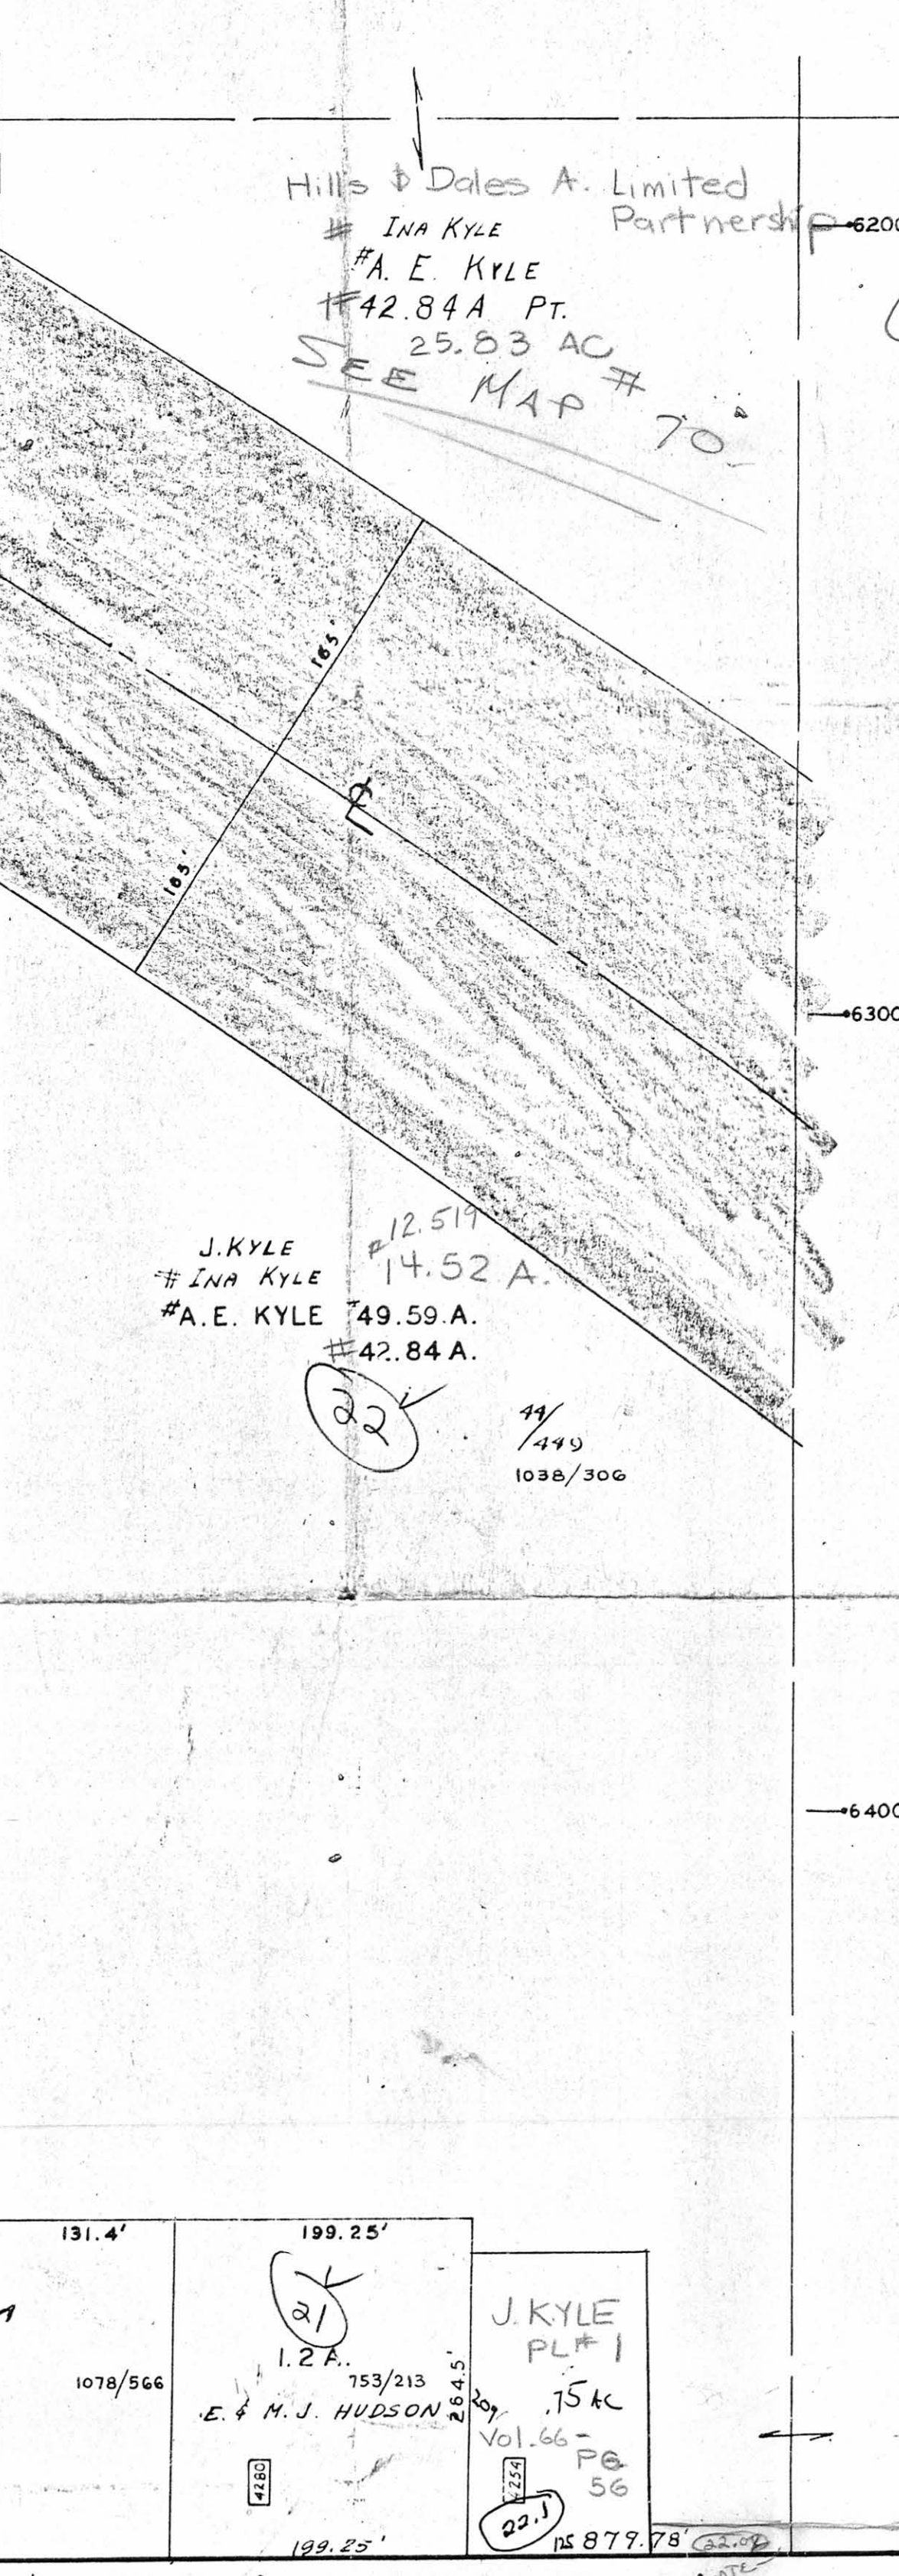 Hills & Dales A. Limited
Partnership
6200
# INA KYLE
#A. E. KYLE
#42.84A PT.
25.83 AC
SEE MAP # 70
165'
165'
6300
12.519
J. KYLE
14.52 A.
# INA KYLE
#A.E. KYLE 49.59.A.
#42.84 A.
22
44/
1038/306
6400
131.4'
199.25'
21
J. KYLE
PL# 1
1.2 A.
1078/566
753/213
264.5'
209
.75 AC
E. & M. J. HUDSON
Vol. 66-
PG
56
4280
4254
22.1
199.25'
125
879.78'